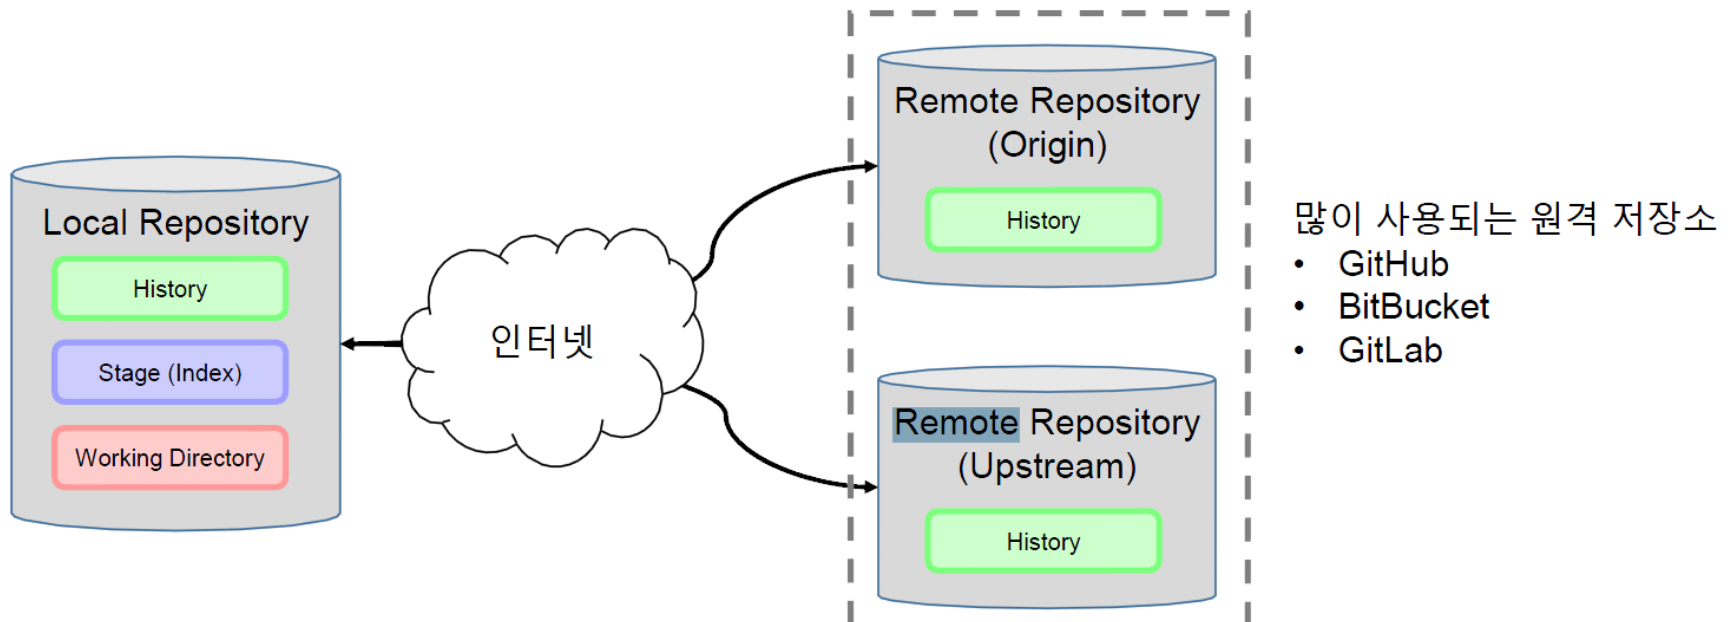 Local Repository
History
Stage (Index)
Working Directory
인터넷
Remote Repository
(Origin)
History
Remote Repository
(Upstream)
History
많이 사용되는 원격 저장소
• GitHub
• BitBucket
• GitLab